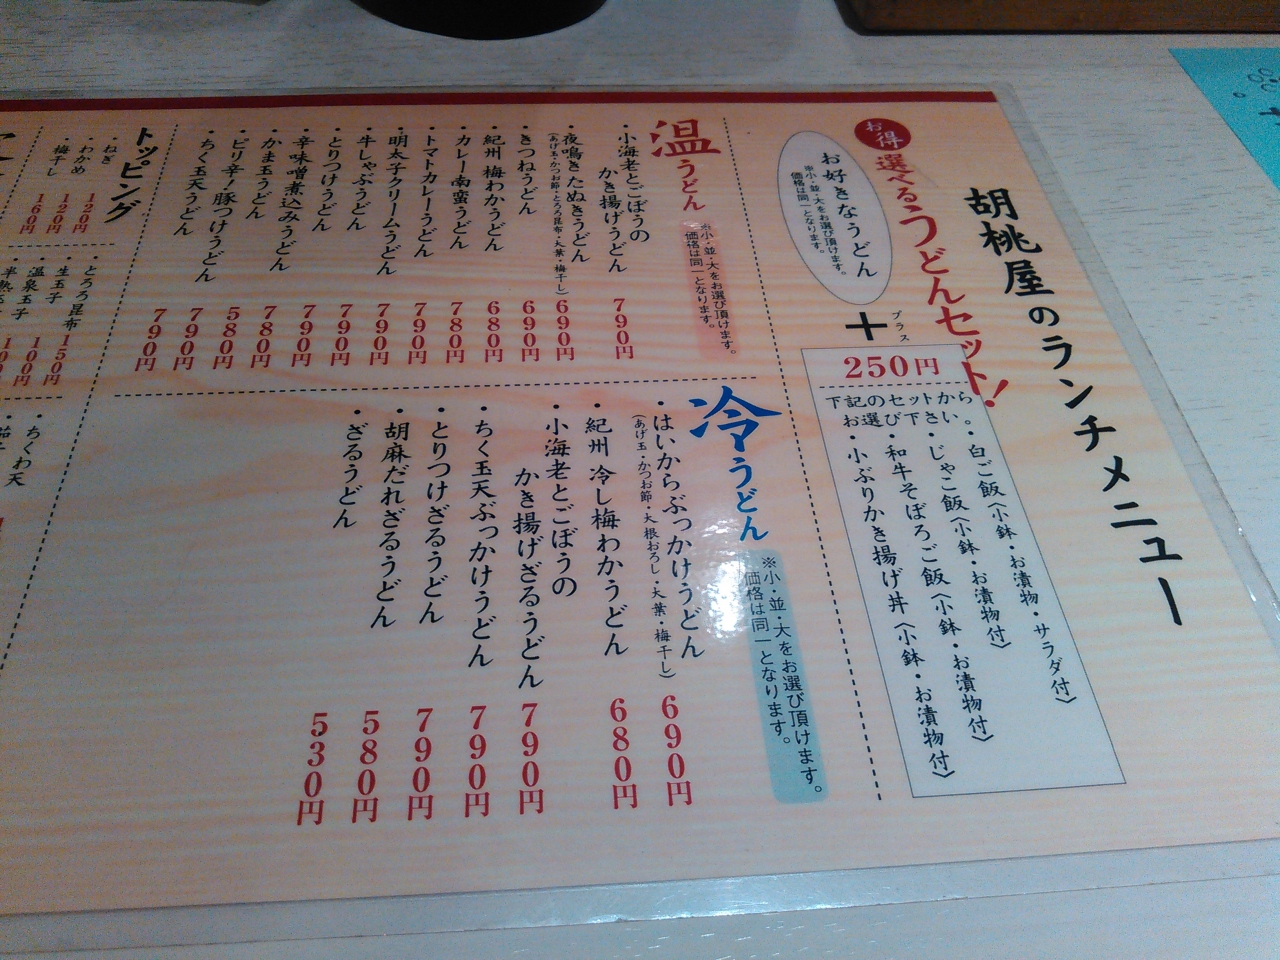 胡桃屋のランチメニュー
お得
選べるうどんセット!
お好きなうどん
※小・並・大をお選び頂けます。
価格は同一となります。
プラス
＋
250円
下記のセットから
お選び下さい。
・白ご飯〈小鉢・お漬物・サラダ付〉
・じゃこ飯〈小鉢・お漬物付〉
・和牛そぼろご飯〈小鉢・お漬物付〉
・小ぶりかき揚げ丼〈小鉢・お漬物付〉
温うどん
※小・並・大をお選び頂けます。
価格は同一となります。
・小海老とごぼうの
かき揚げうどん 790円
・夜鳴きたぬきうどん 690円
(あげ玉・かつお節・とろろ昆布・大葉・梅干し)
・きつねうどん 690円
・紀州 梅わかうどん 680円
・カレー南蛮うどん 780円
・トマトカレーうどん 790円
・明太子クリームうどん 790円
・牛しゃぶうどん 790円
・とりつけうどん 790円
・辛味噌煮込みうどん 790円
・かま玉うどん 780円
・ピリ辛!豚つけうどん 580円
・ちく玉天うどん 790円
790円
冷うどん
※小・並・大をお選び頂けます。
価格は同一となります。
・はいからぶっかけうどん 690円
(あげ玉・かつお節・大根おろし・大葉・梅干し)
・紀州 冷し梅わかうどん 680円
・小海老とごぼうの
かき揚げざるうどん 790円
・ちく玉天ぶっかけうどん 790円
・とりつけざるうどん 790円
・胡麻だれざるうどん 580円
・ざるうどん 530円
トッピング
・ねぎ 120円
・わかめ 120円
・梅干し 160円
・とろろ昆布 150円
・生玉子 100円
・温泉玉子
・半熟玉
・ちくわ天